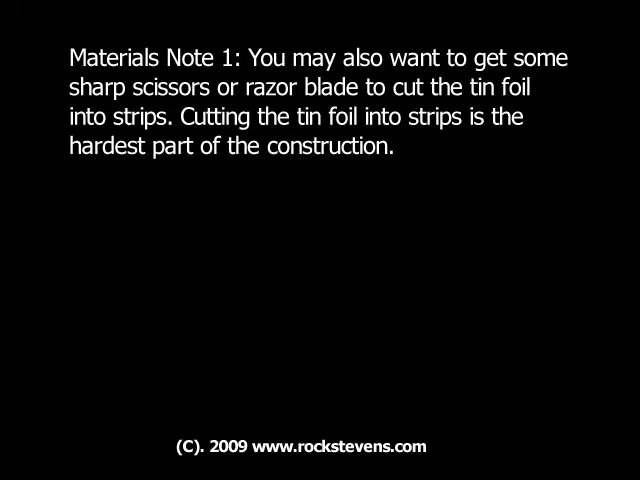 Materials Note 1: You may also want to get some
sharp scissors or razor blade to cut the tin foil
into strips. Cutting the tin foil into strips is the
hardest part of the construction.
(C). 2009 www.rockstevens.com